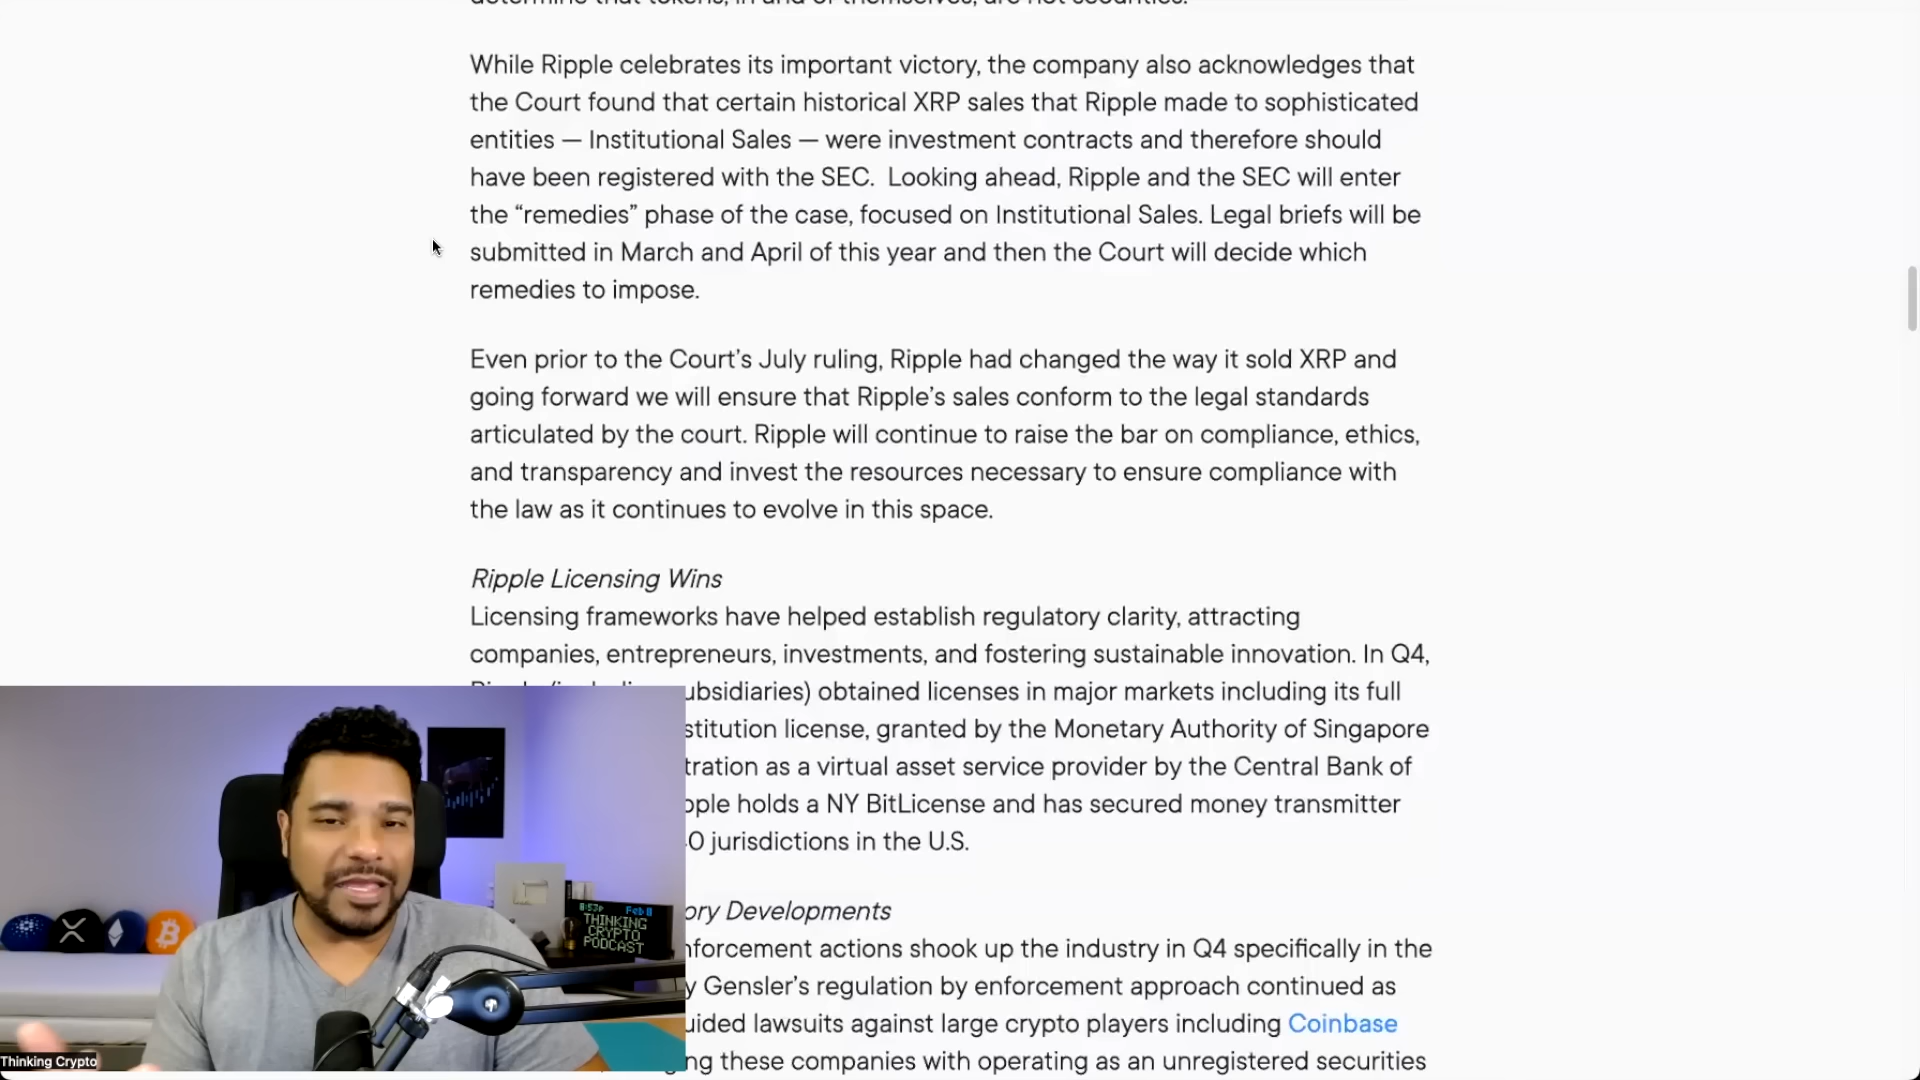 While Ripple celebrates its important victory, the company also acknowledges that
the Court found that certain historical XRP sales that Ripple made to sophisticated
entities — Institutional Sales — were investment contracts and therefore should
have been registered with the SEC.  Looking ahead, Ripple and the SEC will enter
the “remedies” phase of the case, focused on Institutional Sales. Legal briefs will be
submitted in March and April of this year and then the Court will decide which
remedies to impose.
Even prior to the Court’s July ruling, Ripple had changed the way it sold XRP and
going forward we will ensure that Ripple’s sales conform to the legal standards
articulated by the court. Ripple will continue to raise the bar on compliance, ethics,
and transparency and invest the resources necessary to ensure compliance with
the law as it continues to evolve in this space.
Ripple Licensing Wins
Licensing frameworks have helped establish regulatory clarity, attracting
companies, entrepreneurs, investments, and fostering sustainable innovation. In Q4,
ubsidiaries) obtained licenses in major markets including its full
stitution license, granted by the Monetary Authority of Singapore
tration as a virtual asset service provider by the Central Bank of
pple holds a NY BitLicense and has secured money transmitter
0 jurisdictions in the U.S.
ory Developments
nforcement actions shook up the industry in Q4 specifically in the
y Gensler’s regulation by enforcement approach continued as
uided lawsuits against large crypto players including Coinbase
ng these companies with operating as an unregistered securities
8:53P Feb 8
THINKING
CRYPTO
PODCAST
Thinking Crypto